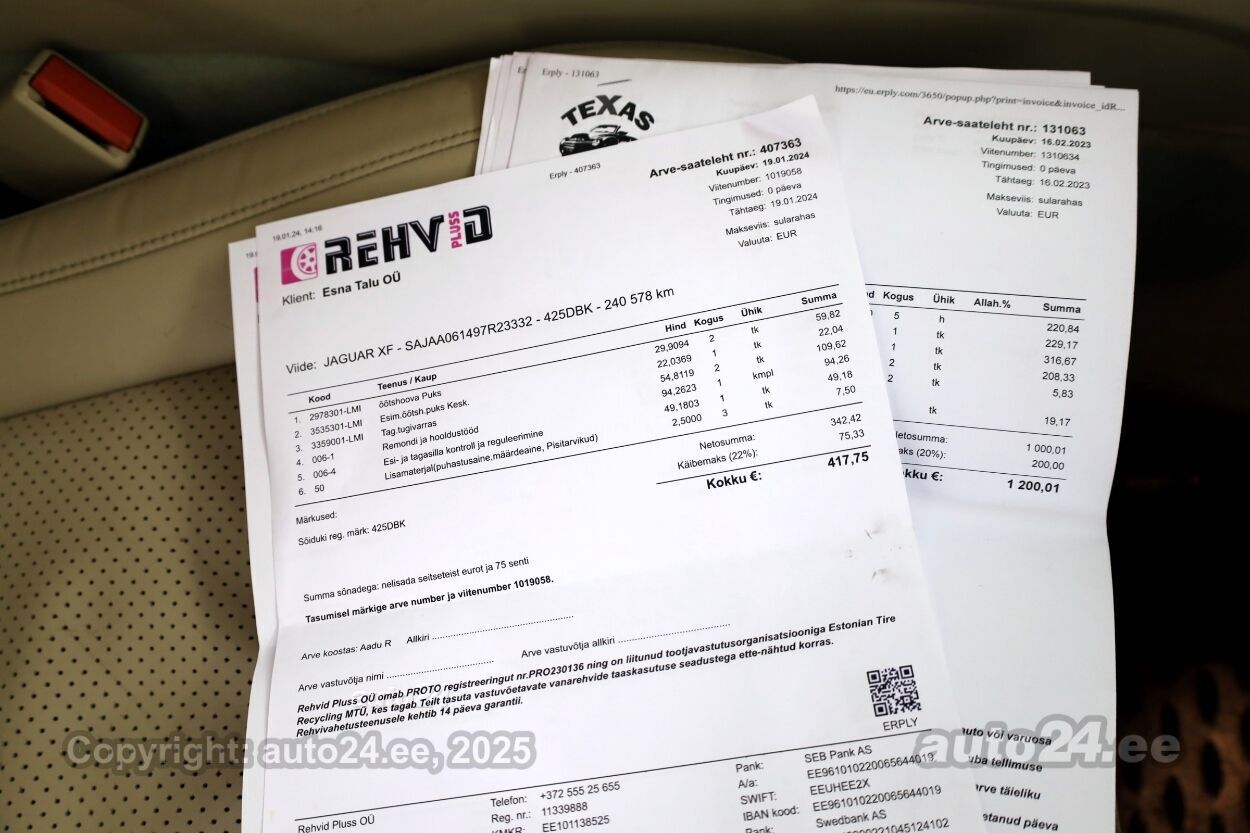 Erply - 131063
https://eu.erply.com/3650/popup.php?print=invoice&invoice_idR...
TEXAS
Arve-saateleht nr.: 131063
Kuupäev: 16.02.2023
Viitenumber: 1310634
Tingimused: 0 päeva
Tähtaeg: 16.02.2023
Makseviis: sularahas
Valuuta: EUR
Kogus Ühik Allah.% Summa
5 h 220,84
1 tk 229,17
1 tk 316,67
2 tk 208,33
2 tk 5,83
tk 19,17
Netosumma: 1 000,01
(20%): 200,00
€: 1 200,01
auto või varuosa
tellimuse
täieliku
päeva
19.01.24, 14:16
Erply - 407363
REHVID PLUSS
Arve-saateleht nr.: 407363
Kuupäev: 19.01.2024
Viitenumber: 1019058
Tingimused: 0 päeva
Tähtaeg: 19.01.2024
Makseviis: sularahas
Valuuta: EUR
Klient: Esna Talu OÜ
Viide: JAGUAR XF - SAJAA061497R23332 - 425DBK - 240 578 km
Kood Teenus / Kaup Hind Kogus Ühik Summa
1. 2978301-LMI õõtshoova Puks 29,9094 2 tk 59,82
2. 3535301-LMI Esim.õõtsh.puks Kesk. 22,0369 1 tk 22,04
3. 3359001-LMI Tag.tugivarras 54,8119 2 tk 109,62
4. 006-1 Remondi ja hooldustööd 94,2623 1 kmpl 94,26
5. 006-4 Esi- ja tagasilla kontroll ja reguleerimine 49,1803 1 tk 49,18
6. 50 Lisamaterjal(puhastusaine,määrdeaine, Pisitarvikud) 2,5000 3 tk 7,50
Netosumma: 342,42
Käibemaks (22%): 75,33
Kokku €: 417,75
Märkused:
Sõiduki reg. märk: 425DBK
Summa sõnadega: nelisada seitseteist eurot ja 75 senti
Tasumisel märkige arve number ja viitenumber 1019058.
Arve koostas: Aadu R Allkiri
Arve vastuvõtja nimi Arve vastuvõtja allkiri
Rehvid Pluss OÜ omab PROTO registreeringut nr.PRO230136 ning on liitunud tootjavastutusorganisatsiooniga Estonian Tire
Recycling MTÜ, kes tagab Teilt tasuta vastuvõetavate vanarehvide taaskasutuse seadustega ette-nähtud korras.
Rehvivahetusteenusele kehtib 14 päeva garantii.
ERPLY
Rehvid Pluss OÜ
Telefon: +372 555 25 655
Reg. nr.: 11339888
KMKR: EE101138525
Pank: SEB Pank AS
A/a: EE961010220065644019
SWIFT: EEUHEE2X
IBAN kood: EE961010220065644019
Pank: Swedbank AS
Copyright: auto24.ee, 2025
auto24.ee